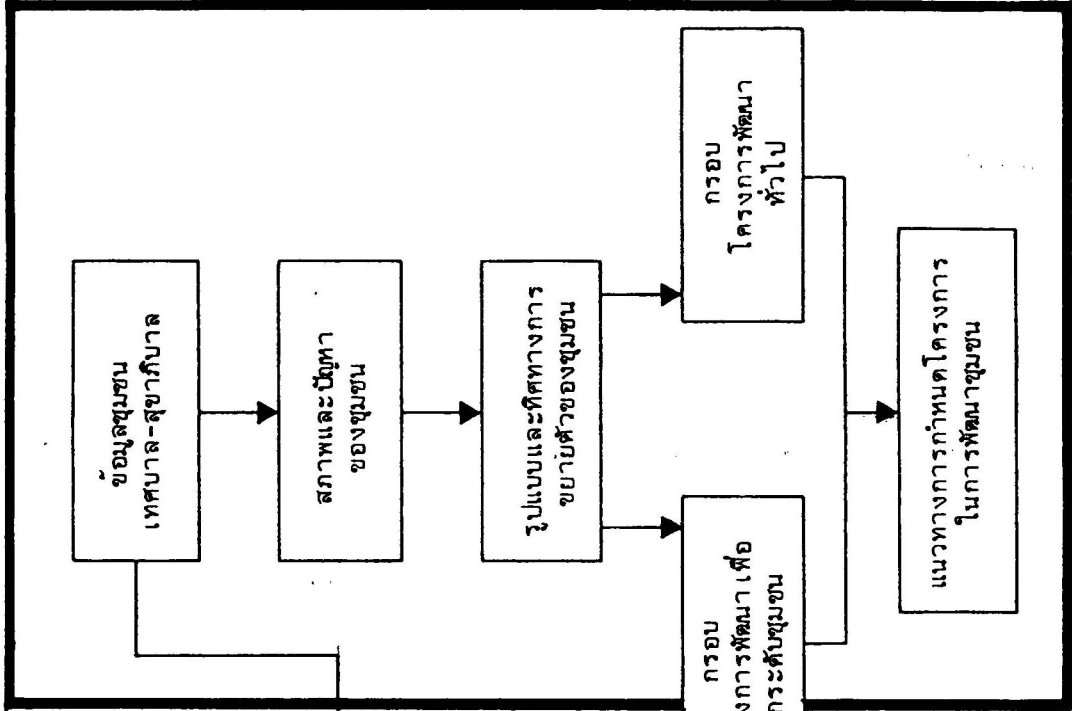 ข้อมูลชุมชน
เทศบาล-สุขาภิบาล
สภาพและปัญหา
ของชุมชน
รูปแบบและทิศทางการ
ขยายตัวของชุมชน
กรอบ
งการพัฒนาเพื่อ
กระดับชุมชน
กรอบ
โครงการพัฒนา
ทั่วไป
แนวทางการกำหนดโครงการ
ในการพัฒนาชุมชน